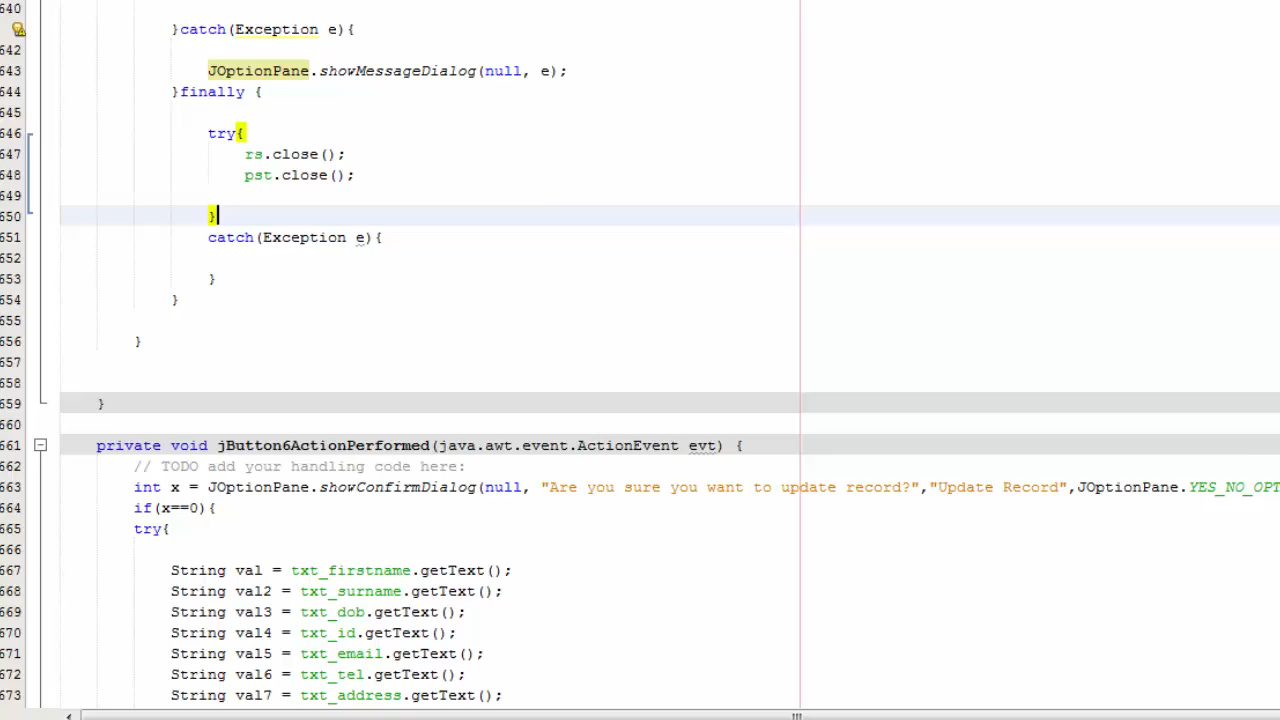 640
}catch(Exception e){
642
643 JOptionPane.showMessageDialog(null, e);
644 }finally {
645
646 try{
647 rs.close();
648 pst.close();
649
650 }
651 catch(Exception e){
652
653 }
654 }
655
656 }
657
658
659 }
660
661 private void jButton6ActionPerformed(java.awt.event.ActionEvent evt) {
662 // TODO add your handling code here:
663 int x = JOptionPane.showConfirmDialog(null, "Are you sure you want to update record?","Update Record",JOptionPane.YES_NO_OPT
664 if(x==0){
665 try{
666
667 String val = txt_firstname.getText();
668 String val2 = txt_surname.getText();
669 String val3 = txt_dob.getText();
670 String val4 = txt_id.getText();
671 String val5 = txt_email.getText();
672 String val6 = txt_tel.getText();
673 String val7 = txt_address.getText();